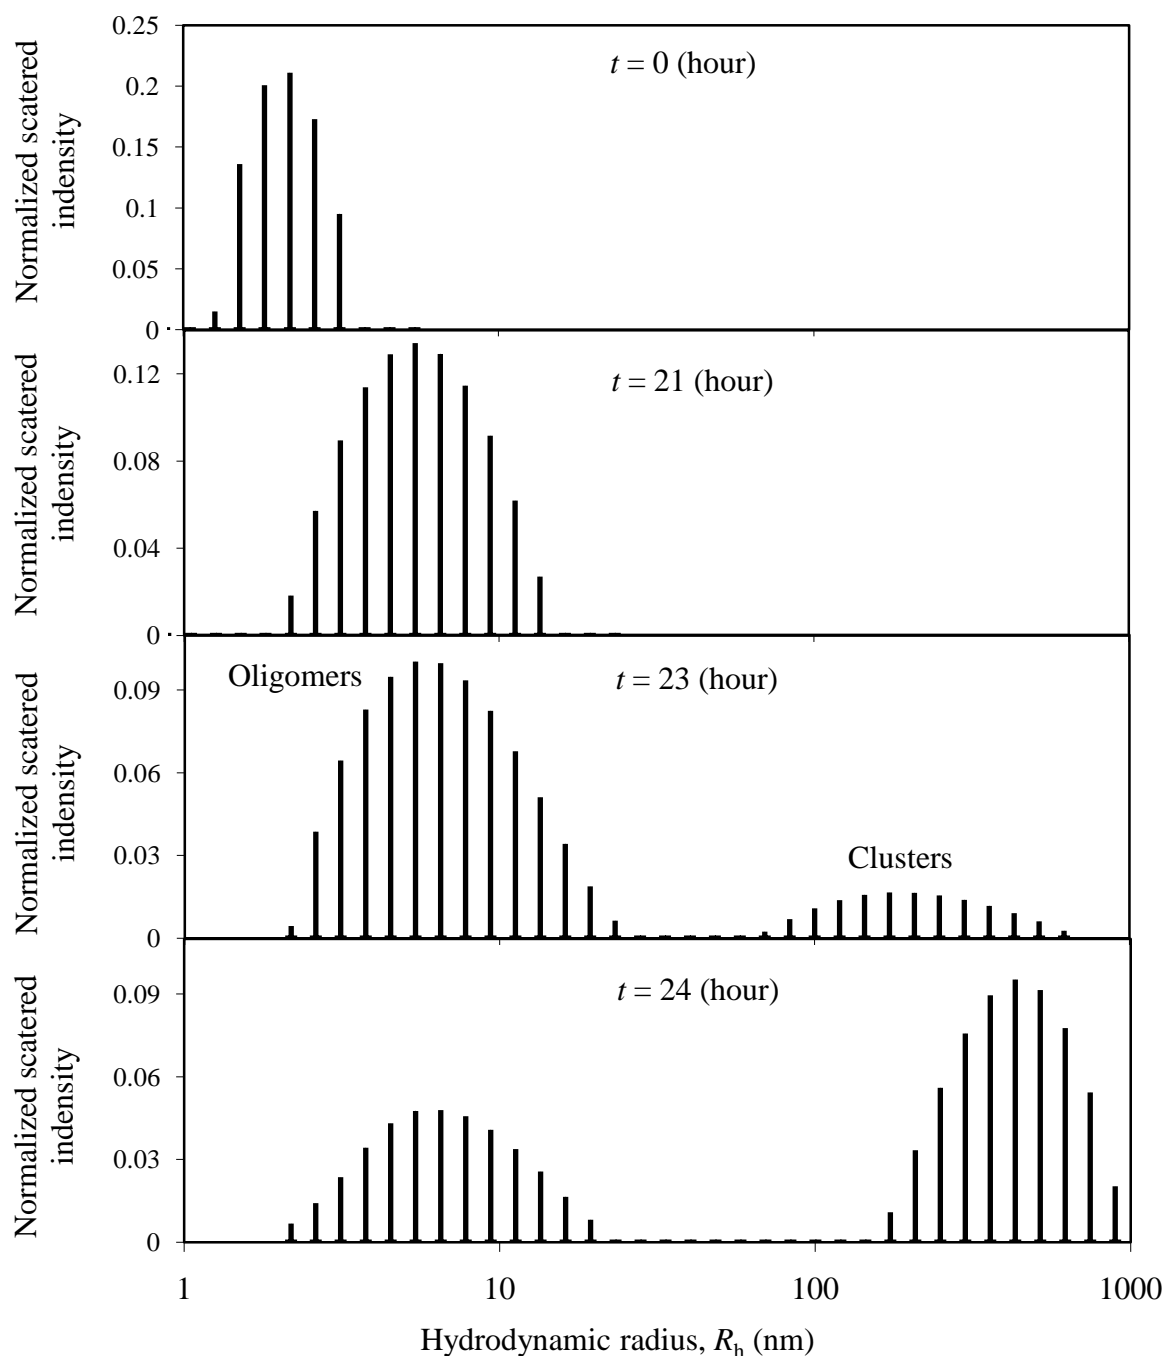 Normalized scatered
indensity
0.25
0.2
0.15
0.1
0.05
0
t = 0 (hour)
Normalized scatered
indensity
0.12
0.08
0.04
0
t = 21 (hour)
Normalized scatered
indensity
0.09
0.06
0.03
0
Oligomers
t = 23 (hour)
Clusters
Normalized scatered
indensity
0.09
0.06
0.03
0
t = 24 (hour)
1 10 100 1000
Hydrodynamic radius, Rh (nm)